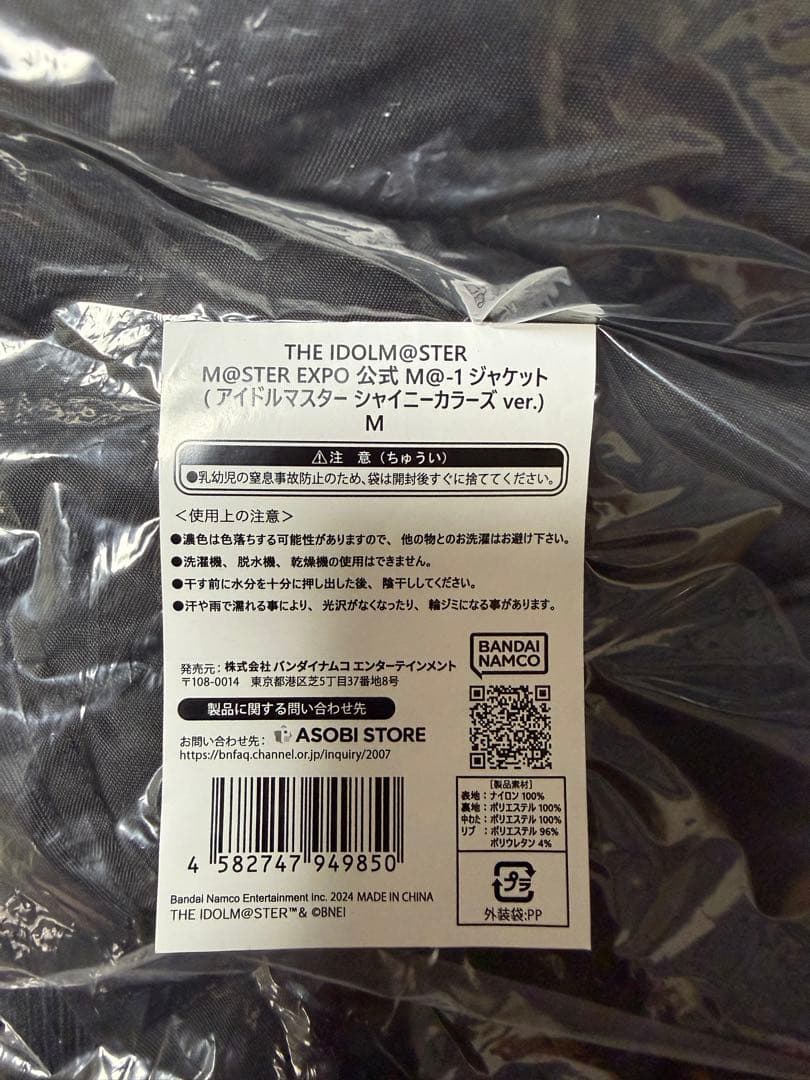 THE IDOLM@STER
M@STER EXPO 公式 M@-1 ジャケット
( アイドルマスター シャイニーカラーズ ver.)
M
⚠注 意(ちゅうい)
●乳幼児の窒息事故防止のため、袋は開封後すぐに捨ててください。
<使用上の注意>
●濃色は色落ちする可能性がありますので、他の物とのお洗濯はお避け下さい。
●洗濯機、脱水機、乾燥機の使用はできません。
●干す前に水分を十分に押し出した後、陰干ししてください。
●汗や雨で濡れる事により、光沢がなくなったり、輪ジミになる事があります。
BANDAI
NAMCO
発売元:株式会社 バンダイナムコ エンターテインメント
〒108-0014 東京都港区芝5丁目37番地8号
製品に関する問い合わせ先
お問い合わせ先: ASOBI STORE
https://bnfaq.channel.or.jp/inquiry/2007
[製品素材]
表地:ナイロン 100%
裏地:ポリエステル 100%
中わた:ポリエステル 100%
リブ :ポリエステル 96%
ポリウレタン 4%
4 582747 949850
プラ
外装袋:PP
Bandai Namco Entertainment Inc. 2024 MADE IN CHINA
THE IDOLM@STER™& ©BNEI